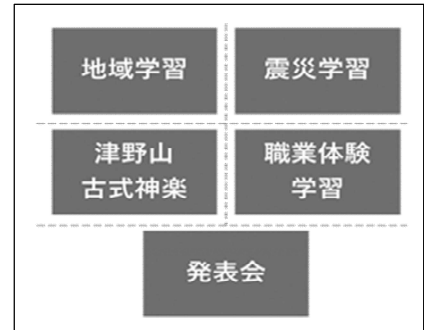 地域学習
震災学習
津野山
古式神楽
職業体験
学習
発表会